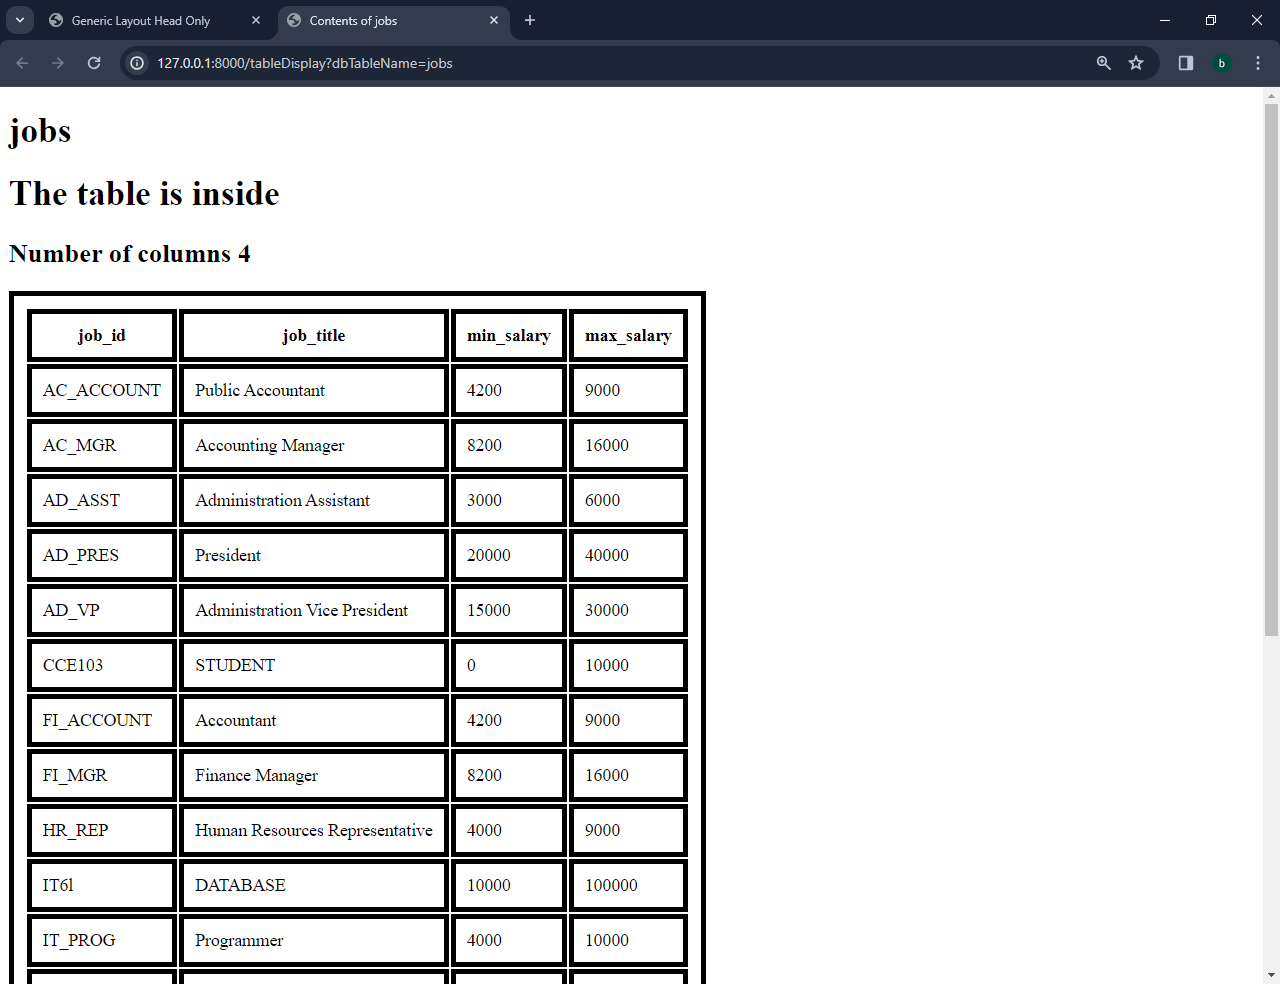 Generic Layout Head Only
Contents of jobs
127.0.0.1:8000/tableDisplay?dbTableName=jobs
b
jobs
The table is inside
Number of columns 4
job_id job_title min_salary max_salary
AC_ACCOUNT Public Accountant 4200 9000
AC_MGR Accounting Manager 8200 16000
AD_ASST Administration Assistant 3000 6000
AD_PRES President 20000 40000
AD_VP Administration Vice President 15000 30000
CCE103 STUDENT 0 10000
FI_ACCOUNT Accountant 4200 9000
FI_MGR Finance Manager 8200 16000
HR_REP Human Resources Representative 4000 9000
IT6l DATABASE 10000 100000
IT_PROG Programmer 4000 10000